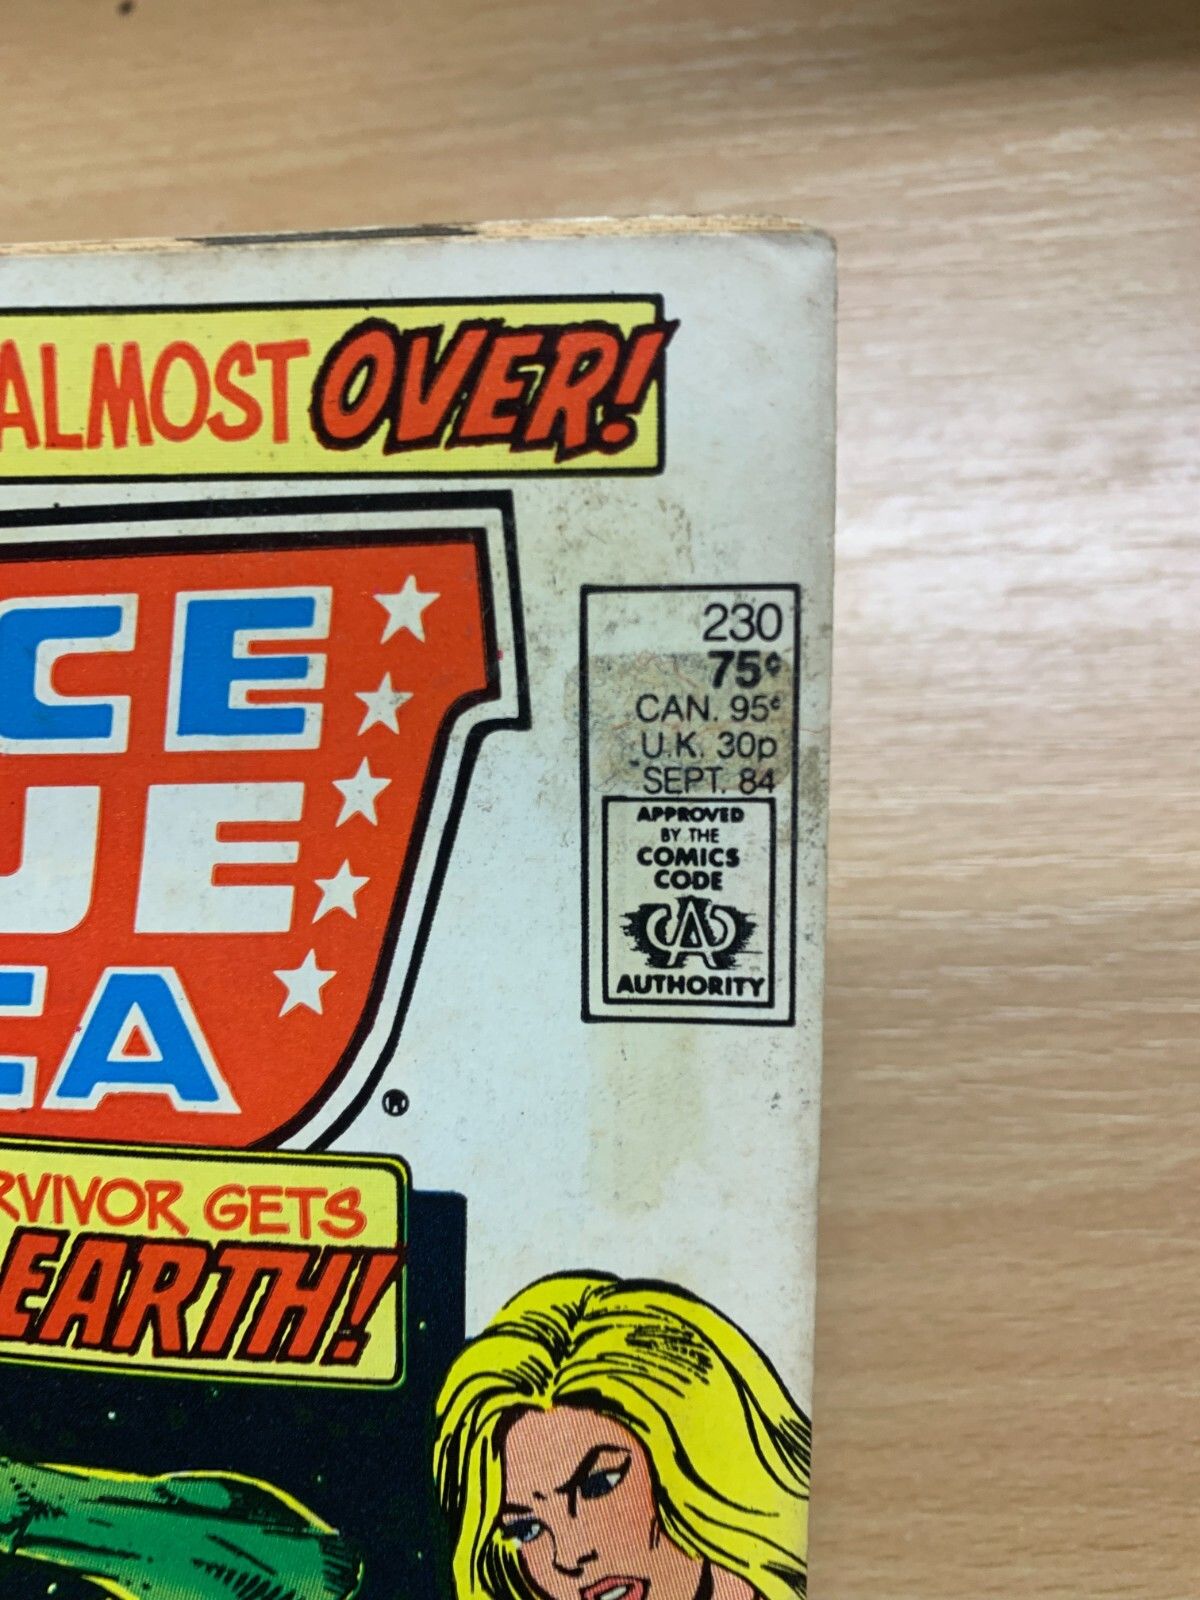 ALMOST OVER!
CE
UE
CA
®
230
75¢
CAN. 95¢
U.K. 30p
SEPT. 84
APPROVED
BY THE
COMICS
CODE
CA
AUTHORITY
RVIVOR GETS
EARTH!